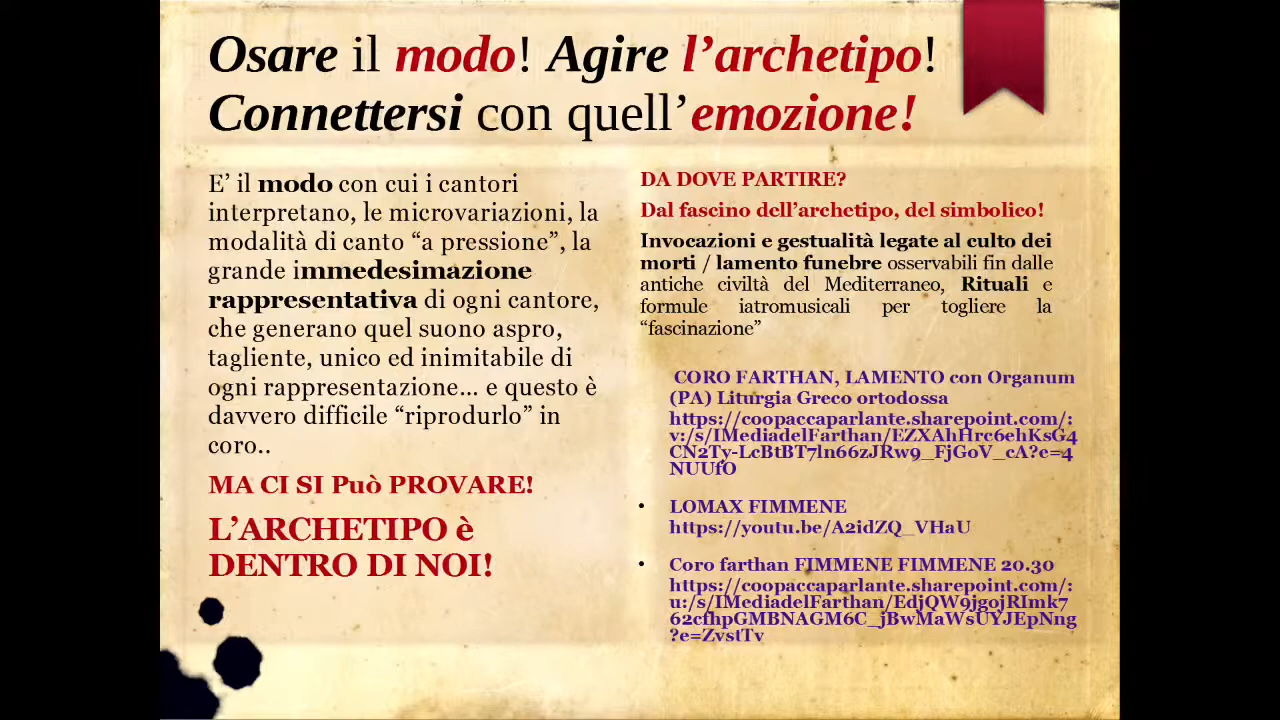 Osare il modo! Agire l’archetipo!
Connettersi con quell’emozione!
E’ il modo con cui i cantori
interpretano, le microvariazioni, la
modalità di canto “a pressione”, la
grande immedesimazione
rappresentativa di ogni cantore,
che generano quel suono aspro,
tagliente, unico ed inimitabile di
ogni rappresentazione… e questo è
davvero difficile “riprodurlo” in
coro..
MA CI SI Può PROVARE!
L’ARCHETIPO è
DENTRO DI NOI!
DA DOVE PARTIRE?
Dal fascino dell’archetipo, del simbolico!
Invocazioni e gestualità legate al culto dei
morti / lamento funebre osservabili fin dalle
antiche civiltà del Mediterraneo, Rituali e
formule iatromusicali per togliere la
“fascinazione”
CORO FARTHAN, LAMENTO con Organum
(PA) Liturgia Greco ortodossa
https://coopaccaparlante.sharepoint.com/:
v:/s/IMediadelFarthan/EZXAhHrc6ehKsG4
CN2Ty-LcBtBT7ln66zJRw9_FjGoV_cA?e=4
NUUfO
• LOMAX FIMMENE
https://youtu.be/A2idZQ_VHaU
• Coro farthan FIMMENE FIMMENE 20.30
https://coopaccaparlante.sharepoint.com/:
u:/s/IMediadelFarthan/EdjQW9jgojRImk7
62cfhpGMBNAGM6C_jBwMaWsUYJEpNng
?e=ZvstTv